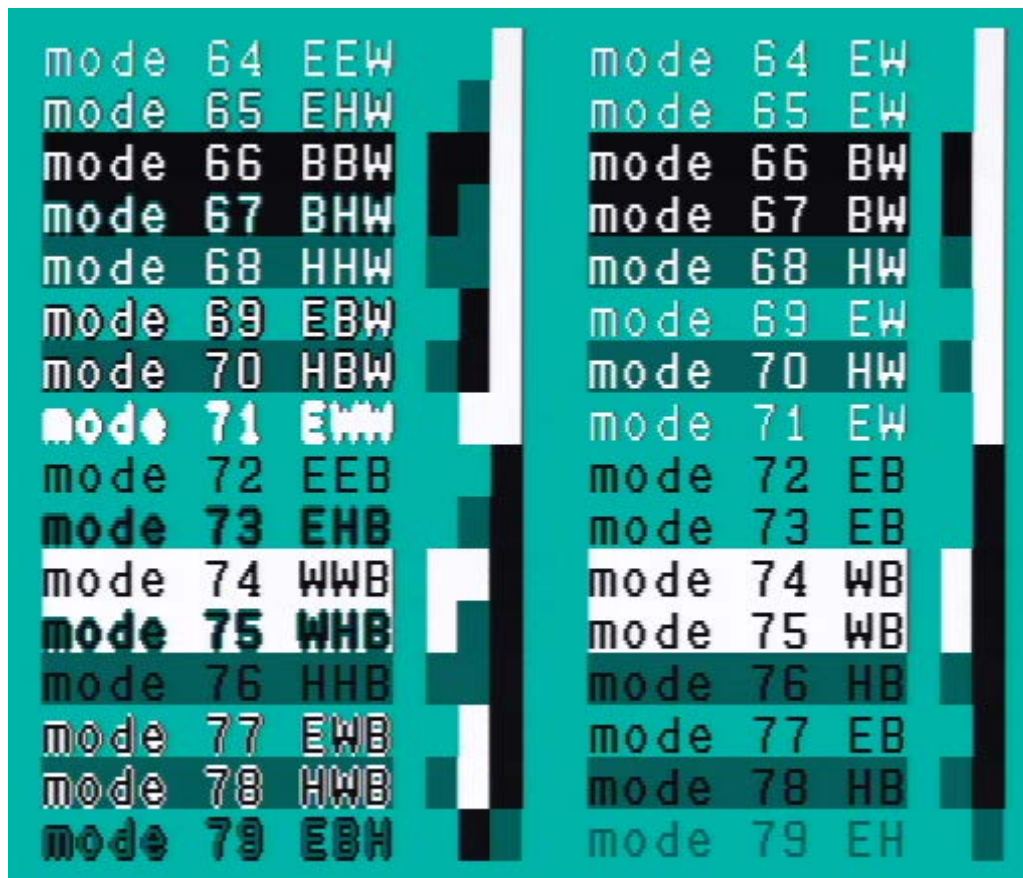 mode 64 EEW
mode 65 EHW
mode 66 BBW
mode 67 BHW
mode 68 HHW
mode 69 EBW
mode 70 HBW
mode 71 EWW
mode 72 EEB
mode 73 EHB
mode 74 WWB
mode 75 WHB
mode 76 HHB
mode 77 EWB
mode 78 HWB
mode 79 EBH
mode 64 EW
mode 65 EW
mode 66 BW
mode 67 BW
mode 68 HW
mode 69 EW
mode 70 HW
mode 71 EW
mode 72 EB
mode 73 EB
mode 74 WB
mode 75 WB
mode 76 HB
mode 77 EB
mode 78 HB
mode 79 EH